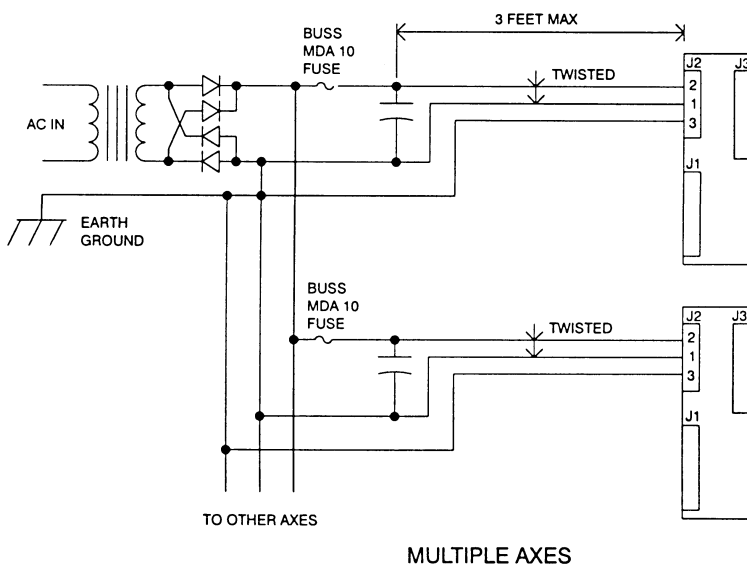 3 FEET MAX
BUSS
MDA 10
FUSE
TWISTED
J2
J3
2
1
3
AC IN
J1
EARTH
GROUND
BUSS
MDA 10
FUSE
TWISTED
J2
J3
2
1
3
J1
TO OTHER AXES
MULTIPLE AXES